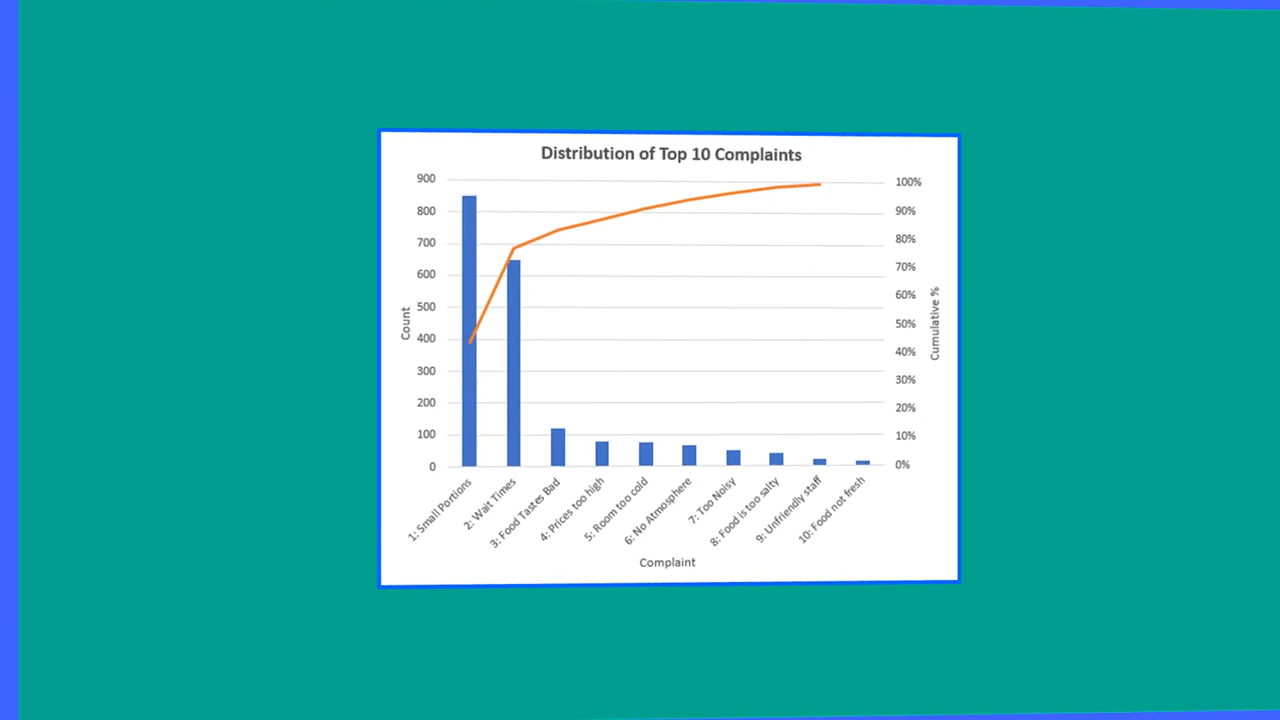 Distribution of Top 10 Complaints
900
800
700
600
500
400
300
200
100
0
Count
100%
90%
80%
70%
60%
50%
40%
30%
20%
10%
0%
Cumulative %
1: Small Portions
2: Wait Times
3: Food Tastes Bad
4: Prices too high
5: Room too cold
6: No Atmosphere
7: Too Noisy
8: Food is too salty
9: Unfriendly staff
10: Food not fresh
Complaint